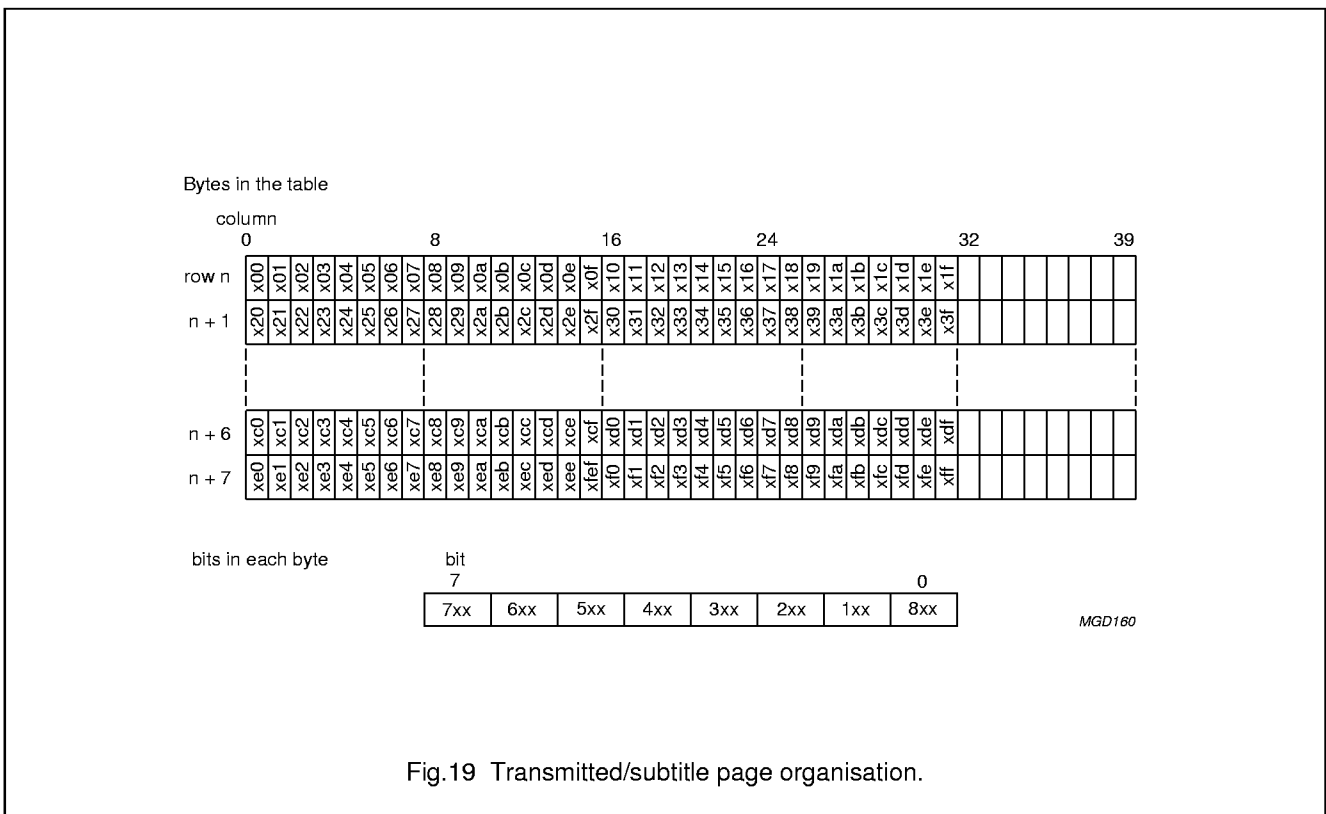 Bytes in the table
column
0 8 16 24 32 39
row n x00 x01 x02 x03 x04 x05 x06 x07 x08 x09 x0a x0b x0c x0d x0e x0f x10 x11 x12 x13 x14 x15 x16 x17 x18 x19 x1a x1b x1c x1d x1e x1f
n + 1 x20 x21 x22 x23 x24 x25 x26 x27 x28 x29 x2a x2b x2c x2d x2e x2f x30 x31 x32 x33 x34 x35 x36 x37 x38 x39 x3a x3b x3c x3d x3e x3f
n + 6 xc0 xc1 xc2 xc3 xc4 xc5 xc6 xc7 xc8 xc9 xca xcb xcc xcd xce xcf xd0 xd1 xd2 xd3 xd4 xd5 xd6 xd7 xd8 xd9 xda xdb xdc xdd xde xdf
n + 7 xe0 xe1 xe2 xe3 xe4 xe5 xe6 xe7 xe8 xe9 xea xeb xec xed xee xfef xf0 xf1 xf2 xf3 xf4 xf5 xf6 xf7 xf8 xf9 xfa xfb xfc xfd xfe xff
bits in each byte
bit
7 0
7xx 6xx 5xx 4xx 3xx 2xx 1xx 8xx
MGD160
Fig.19 Transmitted/subtitle page organisation.